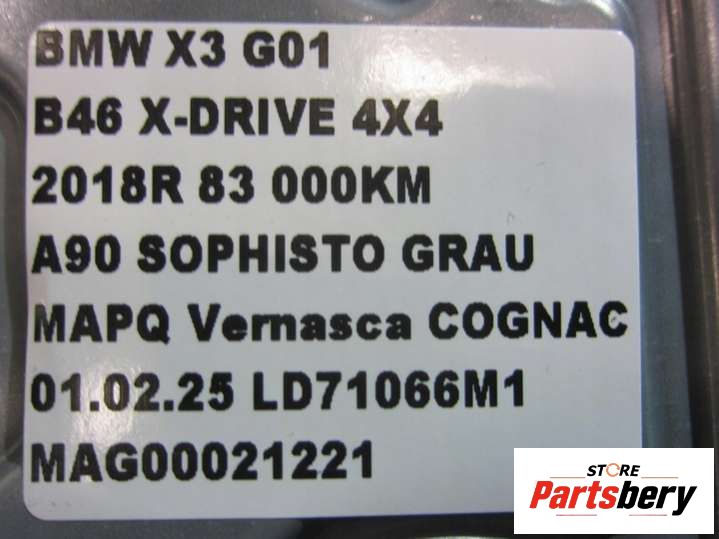 BMW X3 G01
B46 X-DRIVE 4X4
2018R 83 000KM
A90 SOPHISTO GRAU
MAPQ Vernasca COGNAC
01.02.25 LD71066M1
MAG00021221
STORE
Partsbery